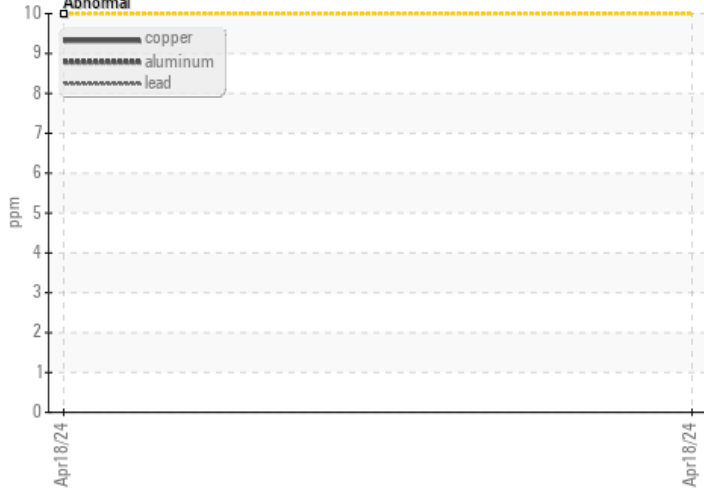 Abnormal
10
copper
9
aluminum
lead
8
7
6
ppm
5
4
3
2
1
0
Apr18/24
Apr18/24